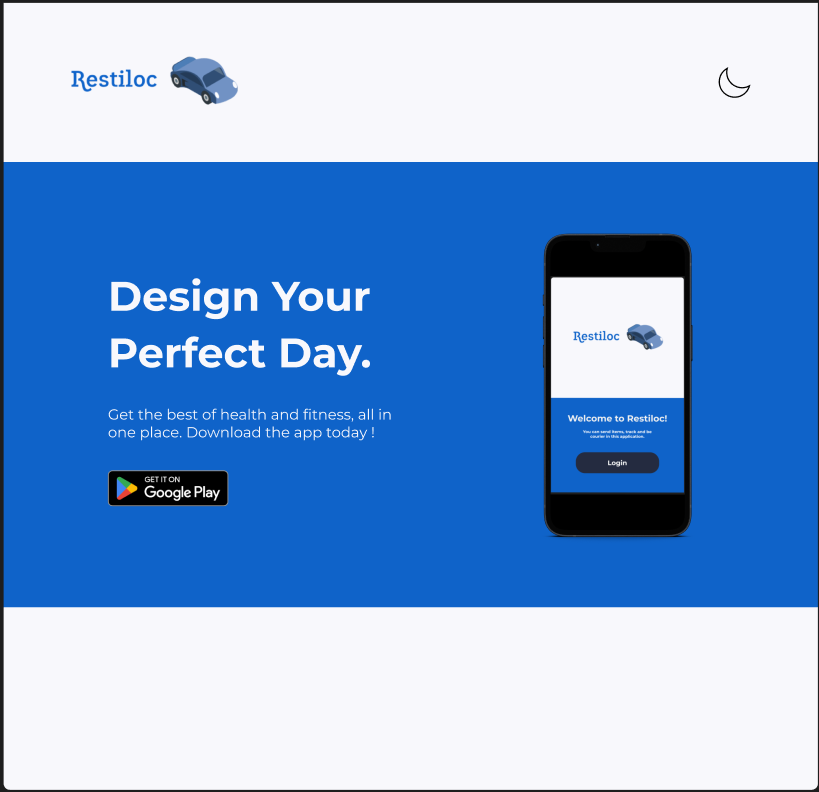 Restiloc
Design Your
Perfect Day.
Get the best of health and fitness, all in
one place. Download the app today !
GET IT ON
Google Play
Restiloc
Welcome to Restiloc!
You can send items, track and be
courier in this application.
Login